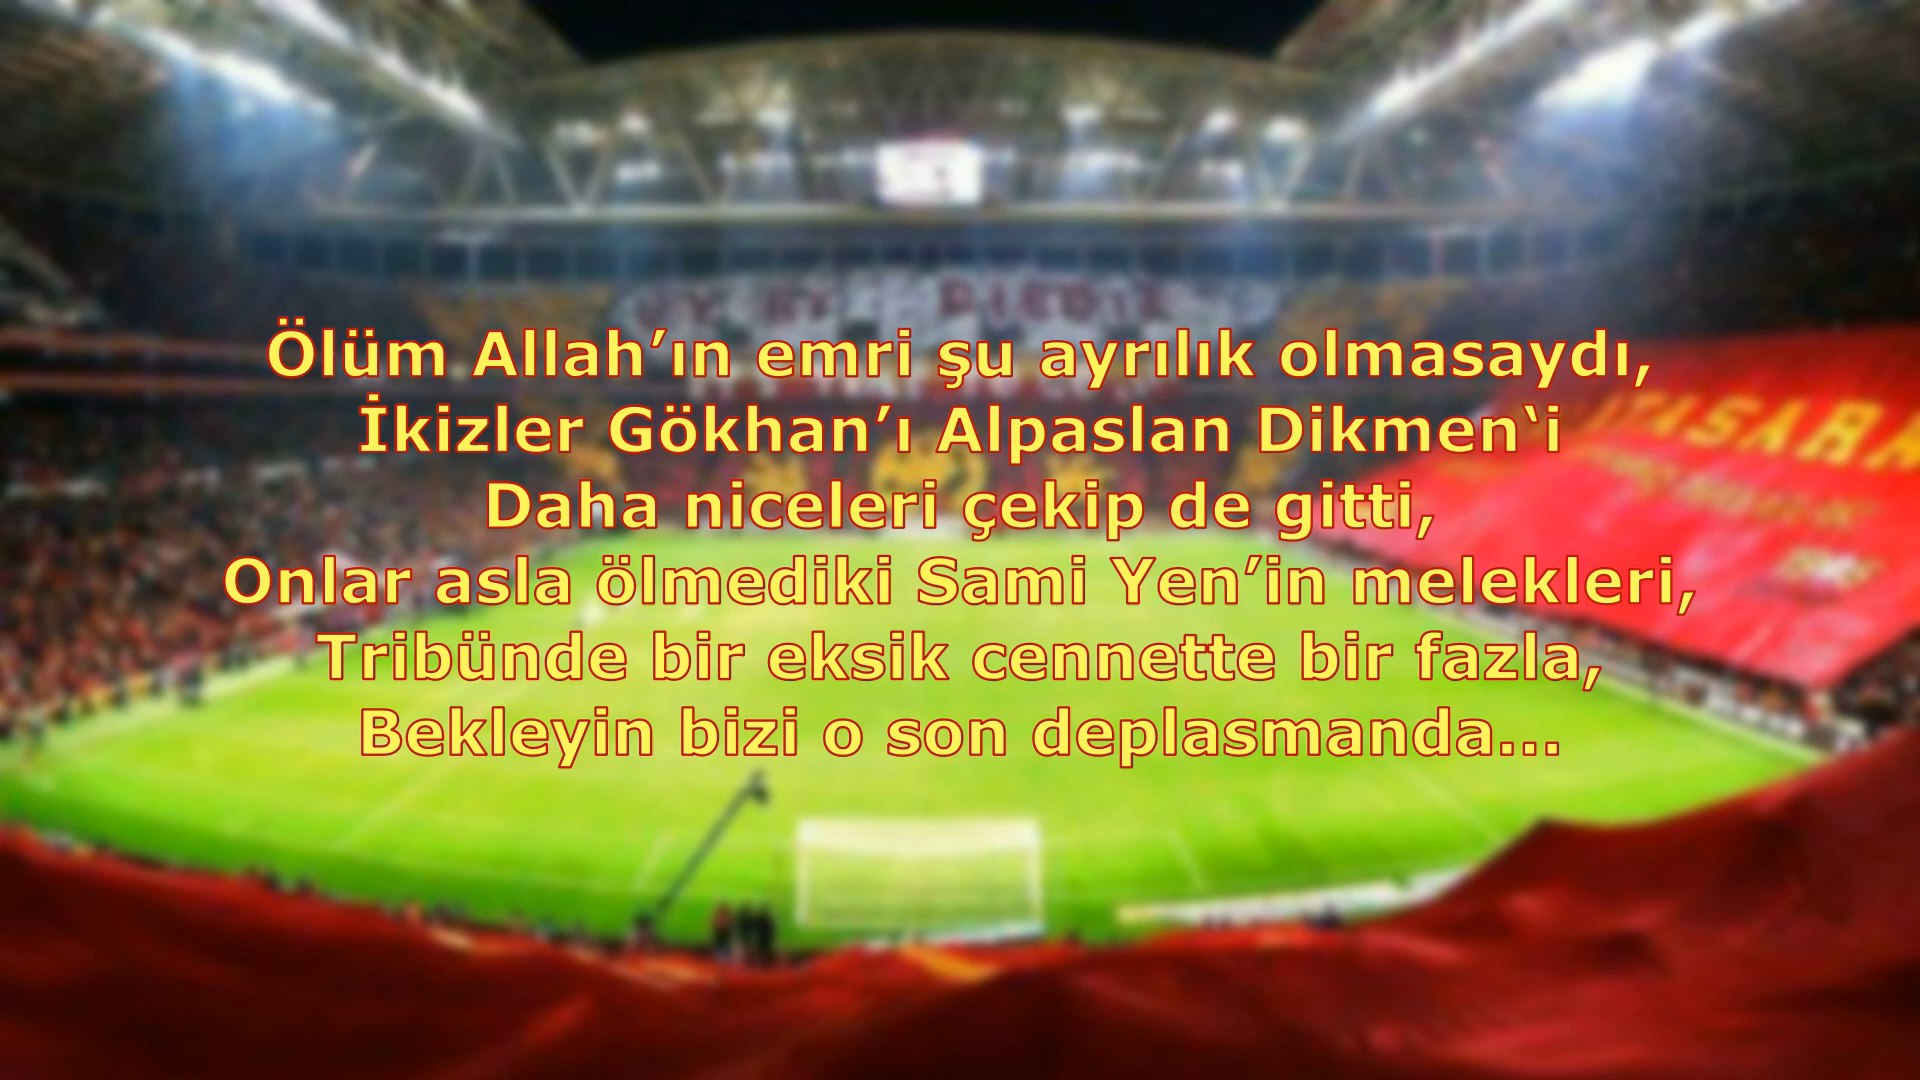 Ölüm Allah’ın emri şu ayrılık olmasaydı,
İkizler Gökhan’ı Alpaslan Dikmen‘i
Daha niceleri çekip de gitti,
Onlar asla ölmediki Sami Yen’in melekleri,
Tribünde bir eksik cennette bir fazla,
Bekleyin bizi o son deplasmanda...